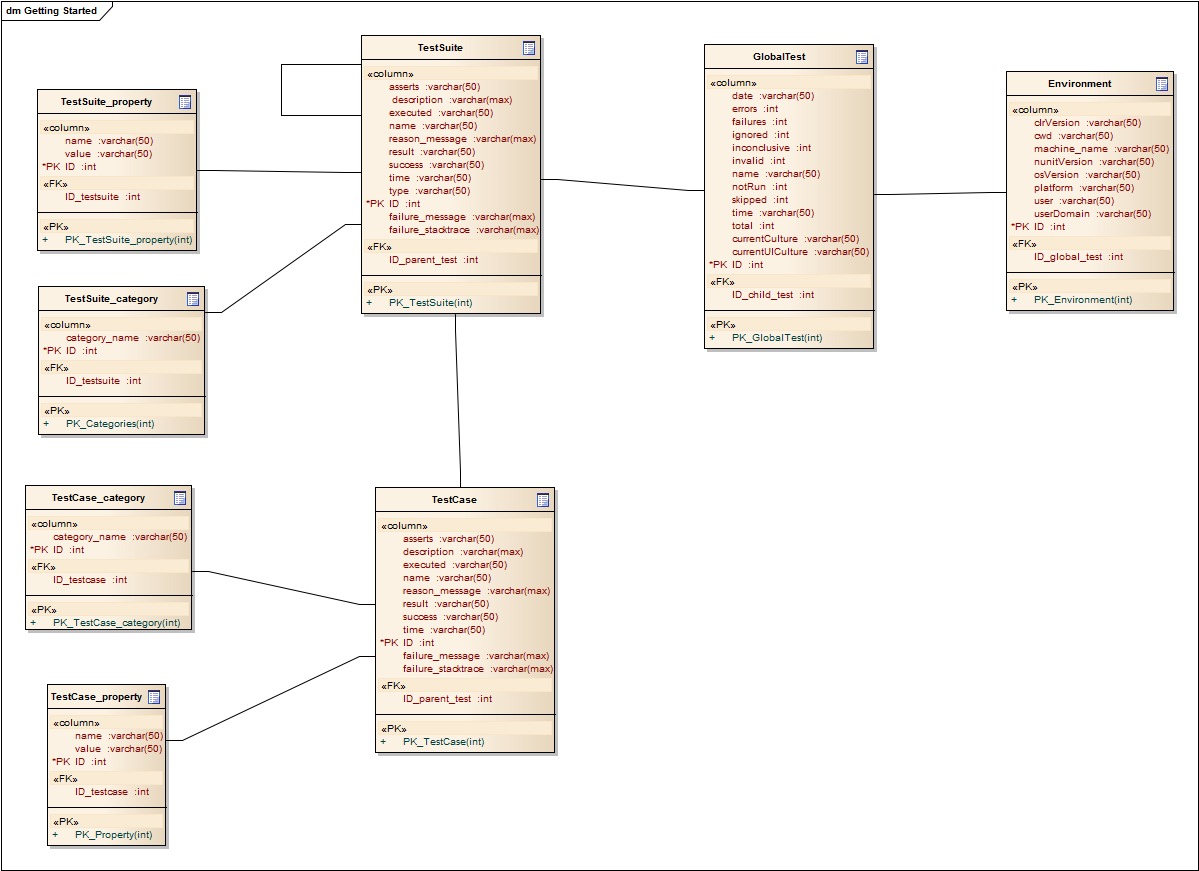 dm Getting Started
TestSuite
«column»
asserts :varchar(50)
description :varchar(max)
executed :varchar(50)
name :varchar(50)
reason_message :varchar(max)
result :varchar(50)
success :varchar(50)
time :varchar(50)
type :varchar(50)
*PK ID :int
failure_message :varchar(max)
failure_stacktrace :varchar(max)
«FK»
ID_parent_test :int
«PK»
+ PK_TestSuite(int)
GlobalTest
«column»
date :varchar(50)
errors :int
failures :int
ignored :int
inconclusive :int
invalid :int
name :varchar(50)
notRun :int
skipped :int
time :varchar(50)
total :int
currentCulture :varchar(50)
currentUICulture :varchar(50)
*PK ID :int
«FK»
ID_child_test :int
«PK»
+ PK_GlobalTest(int)
Environment
«column»
clrVersion :varchar(50)
cwd :varchar(50)
machine_name :varchar(50)
nunitVersion :varchar(50)
osVersion :varchar(50)
platform :varchar(50)
user :varchar(50)
userDomain :varchar(50)
*PK ID :int
«FK»
ID_global_test :int
«PK»
+ PK_Environment(int)
TestSuite_property
«column»
name :varchar(50)
value :varchar(50)
*PK ID :int
«FK»
ID_testsuite :int
«PK»
+ PK_TestSuite_property(int)
TestSuite_category
«column»
category_name :varchar(50)
*PK ID :int
«FK»
ID_testsuite :int
«PK»
+ PK_Categories(int)
TestCase_category
«column»
category_name :varchar(50)
*PK ID :int
«FK»
ID_testcase :int
«PK»
+ PK_TestCase_category(int)
TestCase
«column»
asserts :varchar(50)
description :varchar(max)
executed :varchar(50)
name :varchar(50)
reason_message :varchar(max)
result :varchar(50)
success :varchar(50)
time :varchar(50)
*PK ID :int
failure_message :varchar(max)
failure_stacktrace :varchar(max)
«FK»
ID_parent_test :int
«PK»
+ PK_TestCase(int)
TestCase_property
«column»
name :varchar(50)
value :varchar(50)
*PK ID :int
«FK»
ID_testcase :int
«PK»
+ PK_Property(int)